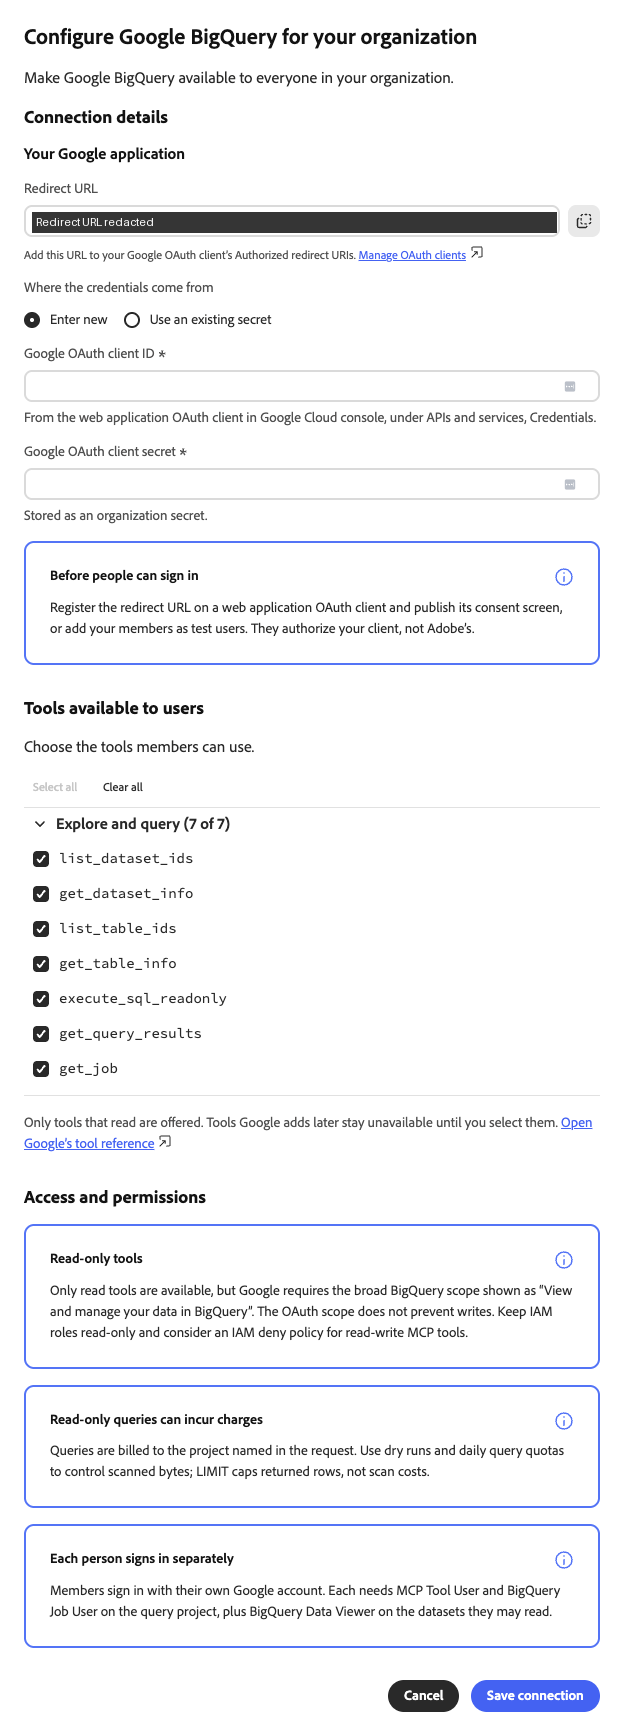 Configure Google BigQuery for your organization
Make Google BigQuery available to everyone in your organization.
Connection details
Your Google application
Redirect URL
Redirect URL redacted
Add this URL to your Google OAuth client's Authorized redirect URIs. Manage OAuth clients
Where the credentials come from
Enter new
Use an existing secret
Google OAuth client ID *
From the web application OAuth client in Google Cloud console, under APIs and services, Credentials.
Google OAuth client secret *
Stored as an organization secret.
Before people can sign in
Register the redirect URL on a web application OAuth client and publish its consent screen,
or add your members as test users. They authorize your client, not Adobe's.
Tools available to users
Choose the tools members can use.
Select all
Clear all
Explore and query (7 of 7)
list_dataset_ids
get_dataset_info
list_table_ids
get_table_info
execute_sql_readonly
get_query_results
get_job
Only tools that read are offered. Tools Google adds later stay unavailable until you select them. Open
Google's tool reference
Access and permissions
Read-only tools
Only read tools are available, but Google requires the broad BigQuery scope shown as “View
and manage your data in BigQuery”. The OAuth scope does not prevent writes. Keep IAM
roles read-only and consider an IAM deny policy for read-write MCP tools.
Read-only queries can incur charges
Queries are billed to the project named in the request. Use dry runs and daily query quotas
to control scanned bytes; LIMIT caps returned rows, not scan costs.
Each person signs in separately
Members sign in with their own Google account. Each needs MCP Tool User and BigQuery
Job User on the query project, plus BigQuery Data Viewer on the datasets they may read.
Cancel
Save connection